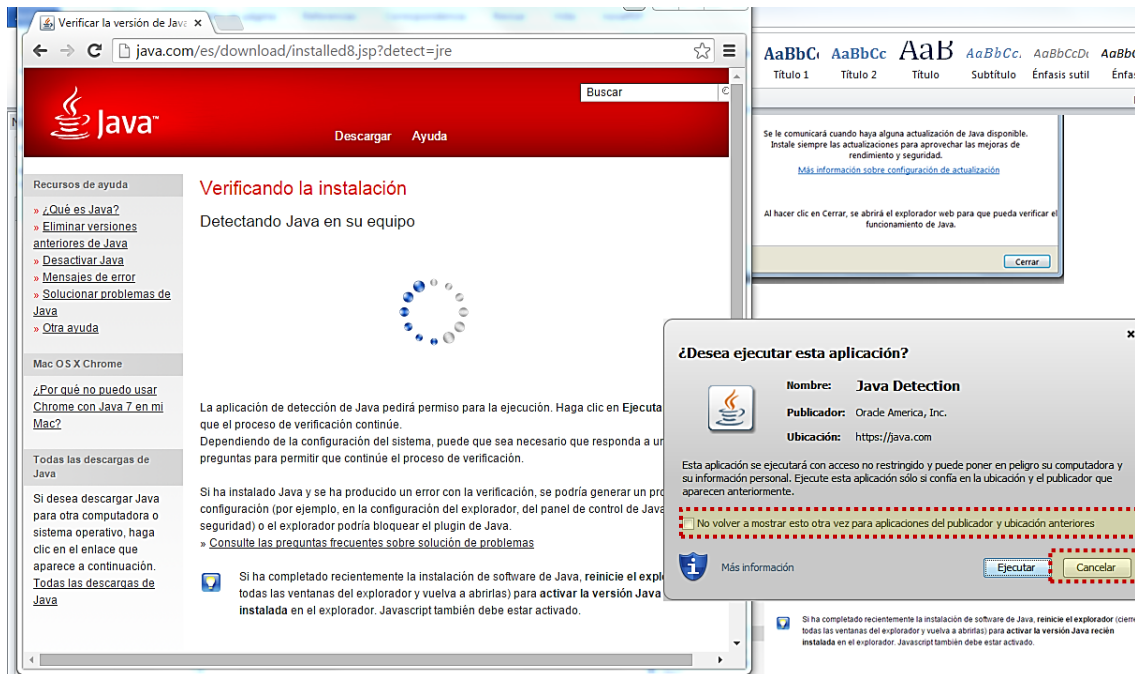 Verificar la versión de Java
java.com/es/download/installed8.jsp?detect=jre
Buscar
Java™
Descargar Ayuda
Recursos de ayuda
» ¿Qué es Java?
» Eliminar versiones
anteriores de Java
» Desactivar Java
» Mensajes de error
» Solucionar problemas de
Java
» Otra ayuda
Mac OS X Chrome
¿Por qué no puedo usar
Chrome con Java 7 en mi
Mac?
Todas las descargas de
Java
Si desea descargar Java
para otra computadora o
sistema operativo, haga
clic en el enlace que
aparece a continuación.
Todas las descargas de
Java
Verificando la instalación
Detectando Java en su equipo
La aplicación de detección de Java pedirá permiso para la ejecución. Haga clic en Ejecuta
que el proceso de verificación continúe.
Dependiendo de la configuración del sistema, puede que sea necesario que responda a ur
preguntas para permitir que continúe el proceso de verificación.
Si ha instalado Java y se ha producido un error con la verificación, se podría generar un pro
configuración (por ejemplo, en la configuración del explorador, del panel de control de Java
seguridad) o el explorador podría bloquear el plugin de Java.
» Consulte las preguntas frecuentes sobre solución de problemas
Si ha completado recientemente la instalación de software de Java, reinicie el explo
todas las ventanas del explorador y vuelva a abrirlas) para activar la versión Java
instalada en el explorador. Javascript también debe estar activado.
AaBbC AaBbCc AaB AaBbCc. AaBbCcDc AaBbC
Título 1 Título 2 Título Subtítulo Énfasis sutil Énfas
Se le comunicará cuando haya alguna actualización de Java disponible.
Instale siempre las actualizaciones para aprovechar las mejoras de
rendimiento y seguridad.
Más información sobre configuración de actualización
Al hacer clic en Cerrar, se abrirá el explorador web para que pueda verificar el
funcionamiento de Java.
Cerrar
¿Desea ejecutar esta aplicación?
Nombre: Java Detection
Publicador: Oracle America, Inc.
Ubicación: https://java.com
Esta aplicación se ejecutará con acceso no restringido y puede poner en peligro su computadora y
su información personal. Ejecute esta aplicación sólo si confía en la ubicación y el publicador que
aparecen anteriormente.
No volver a mostrar esto otra vez para aplicaciones del publicador y ubicación anteriores
Más información
Ejecutar Cancelar
Si ha completado recientemente la instalación de software de Java, reinicie el explorador (cierre
todas las ventanas del explorador y vuelva a abrirlas) para activar la versión Java recién
instalada en el explorador. Javascript también debe estar activado.